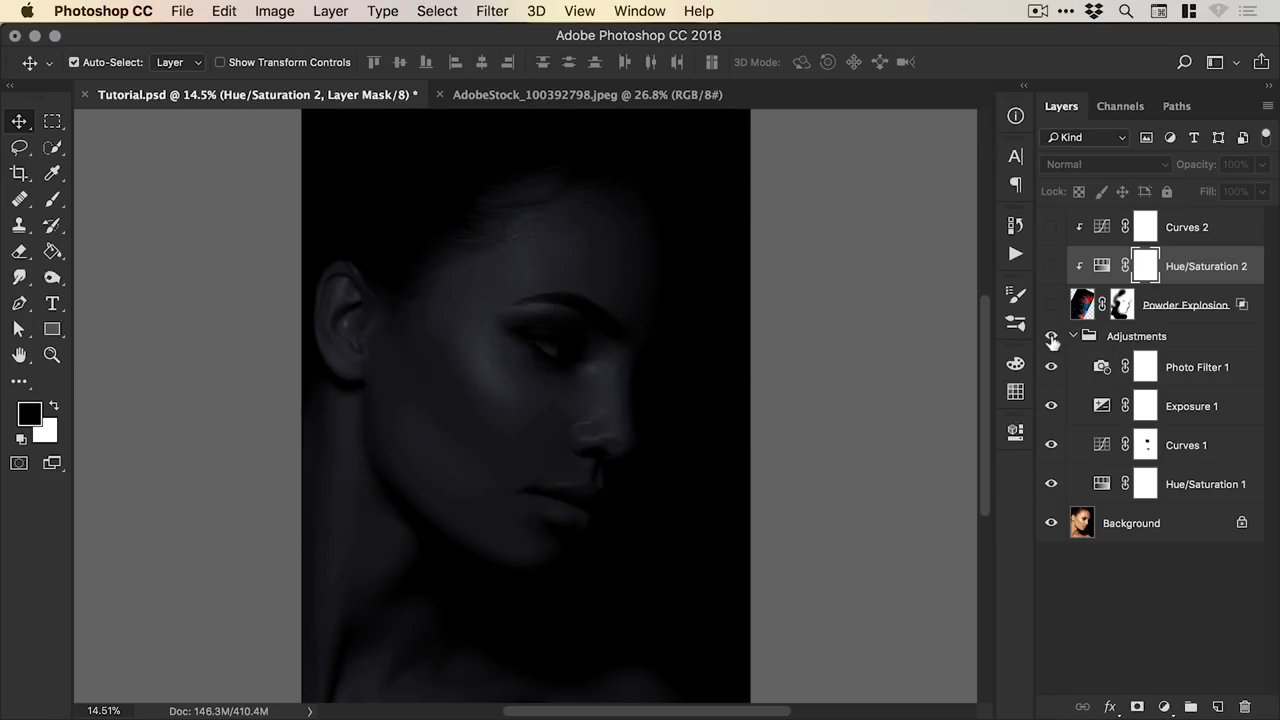 Photoshop CC File Edit Image Layer Type Select Filter 3D View Window Help
Adobe Photoshop CC 2018
Auto-Select: Layer Show Transform Controls 3D Mode:
Tutorial.psd @ 14.5% (Hue/Saturation 2, Layer Mask/8) * AdobeStock_100392798.jpeg @ 26.8% (RGB/8#)
Layers Channels Paths
Kind
Normal Opacity: 100%
Lock: Fill: 100%
Curves 2
Hue/Saturation 2
Powder Explosion
Adjustments
Photo Filter 1
Exposure 1
Curves 1
Hue/Saturation 1
Background
14.51% Doc: 146.3M/410.4M